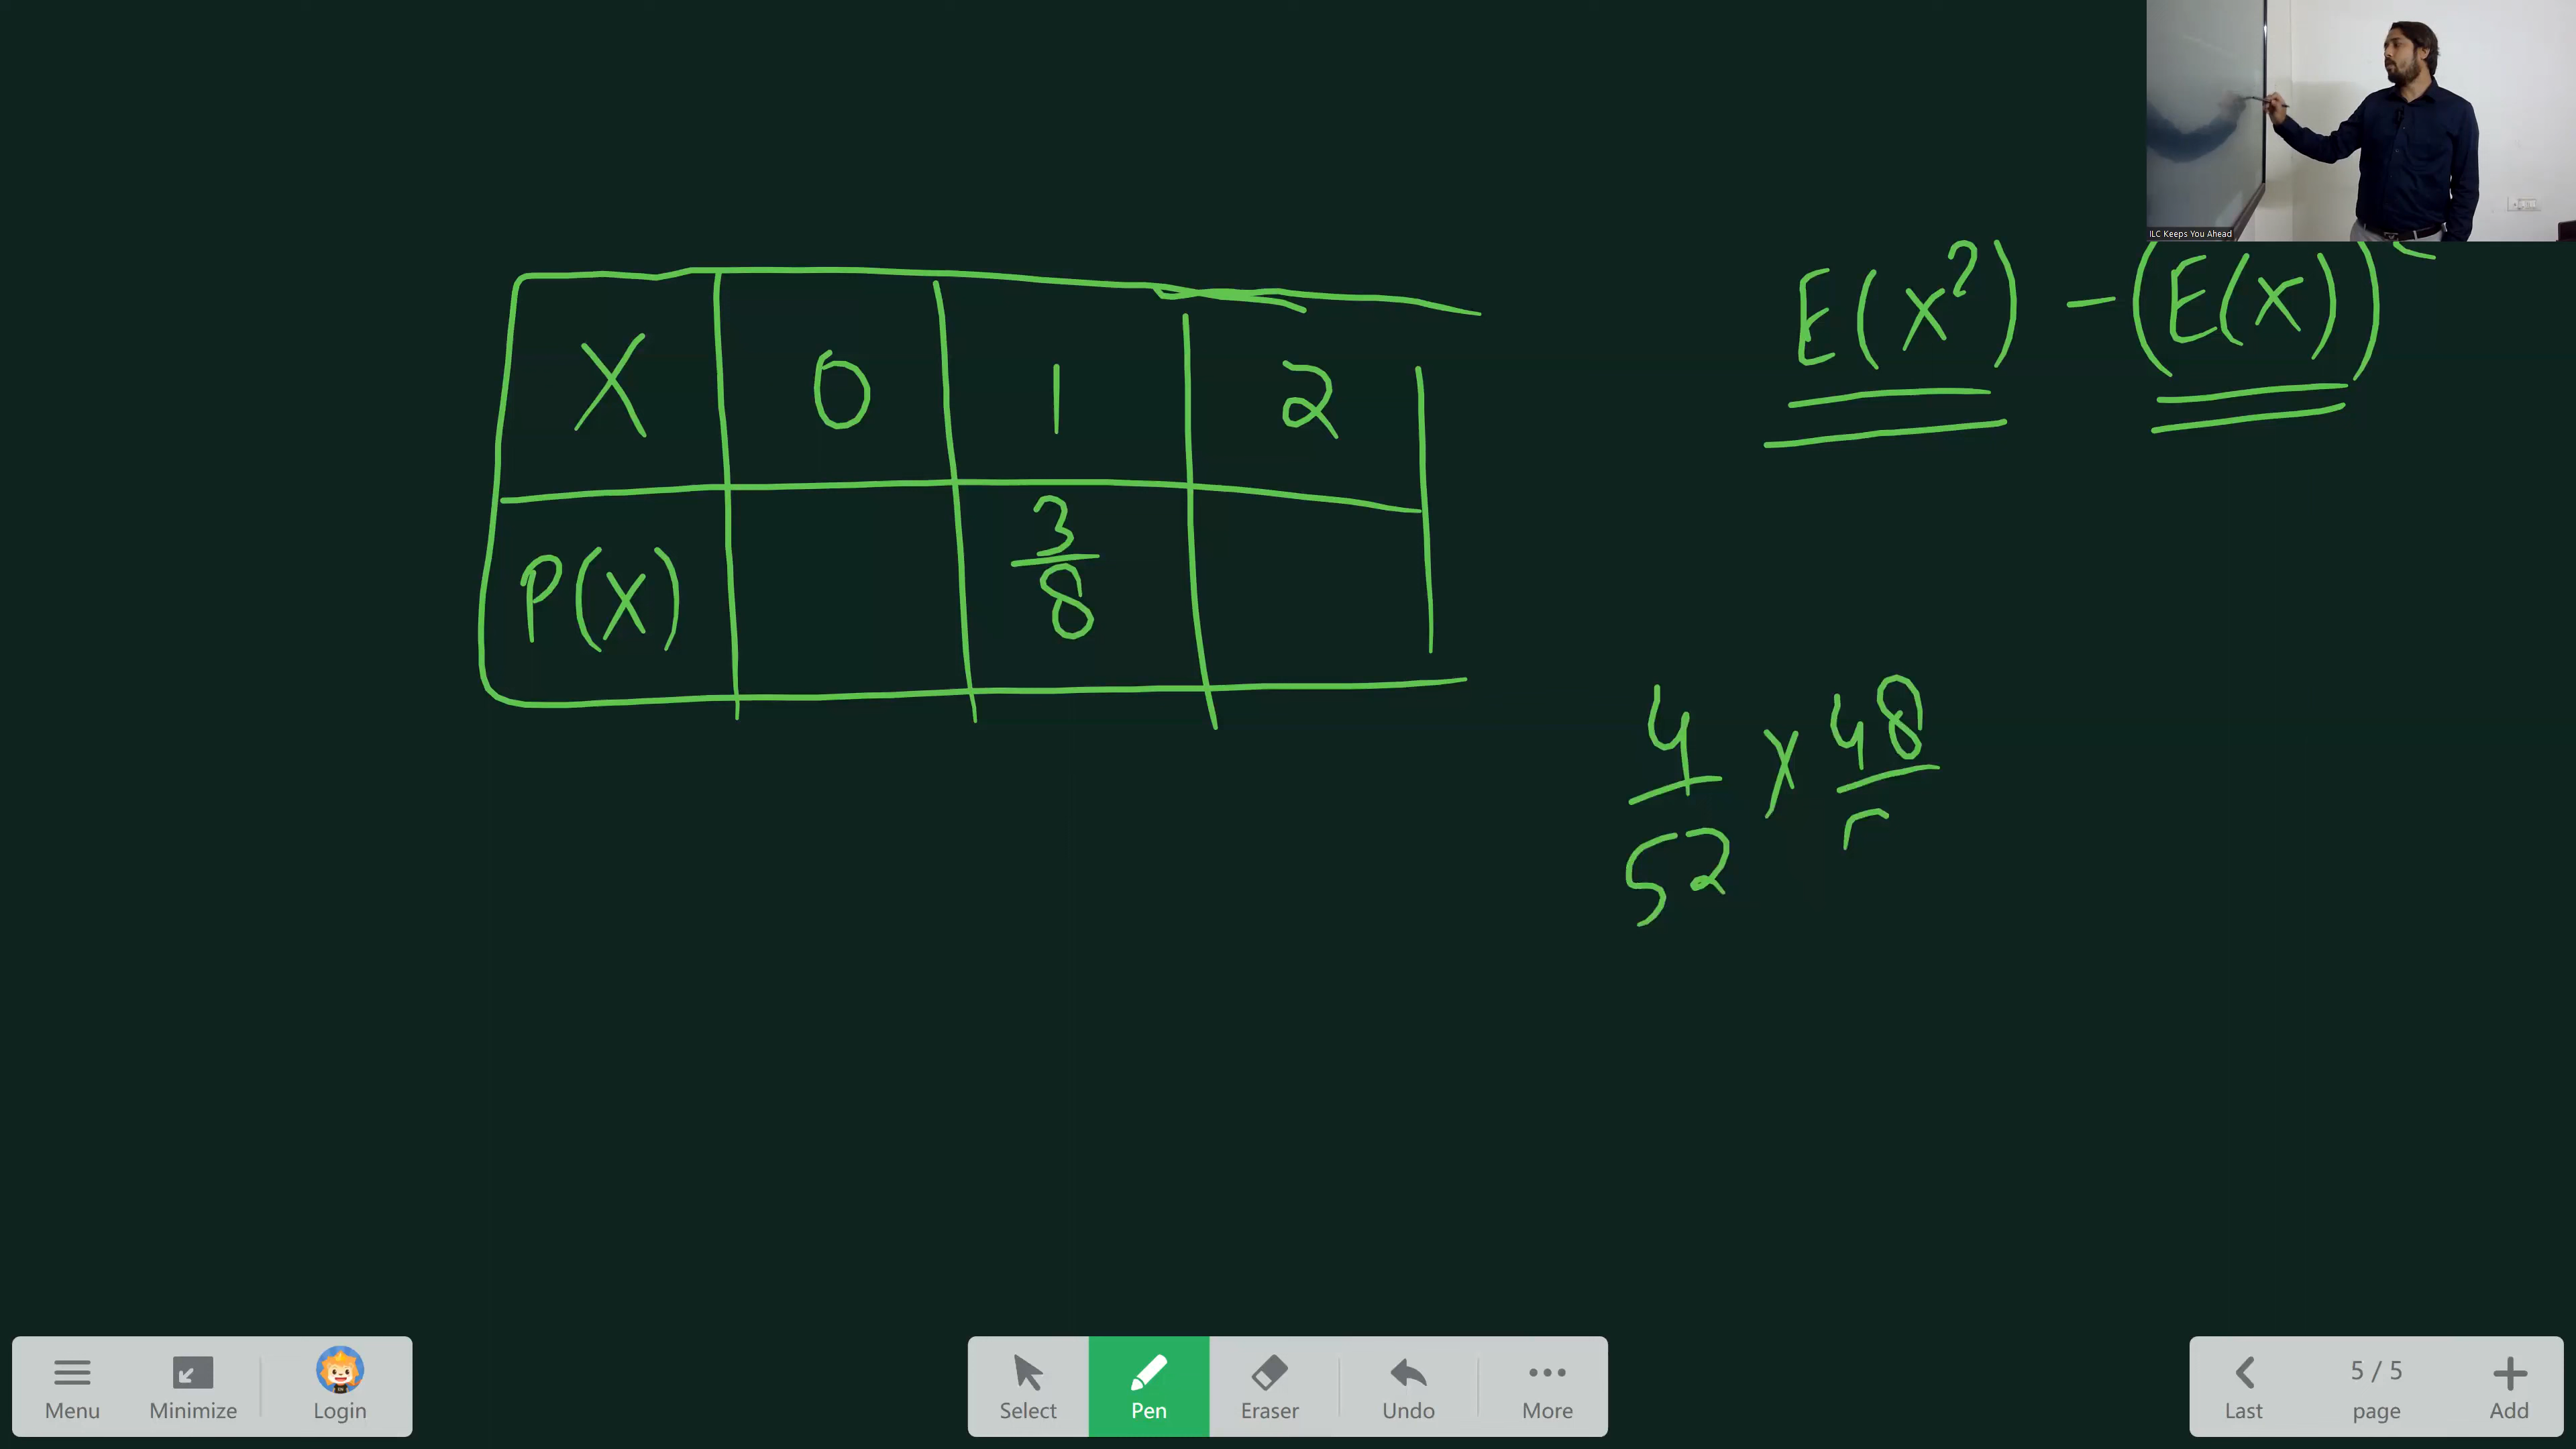 ILC Keeps You Ahead
E(x²) - (E(x))²
X 0 1 2
P(X) 3/8
4/52 x 48/
Menu Minimize Login Select Pen Eraser Undo More Last 5 / 5 page Add